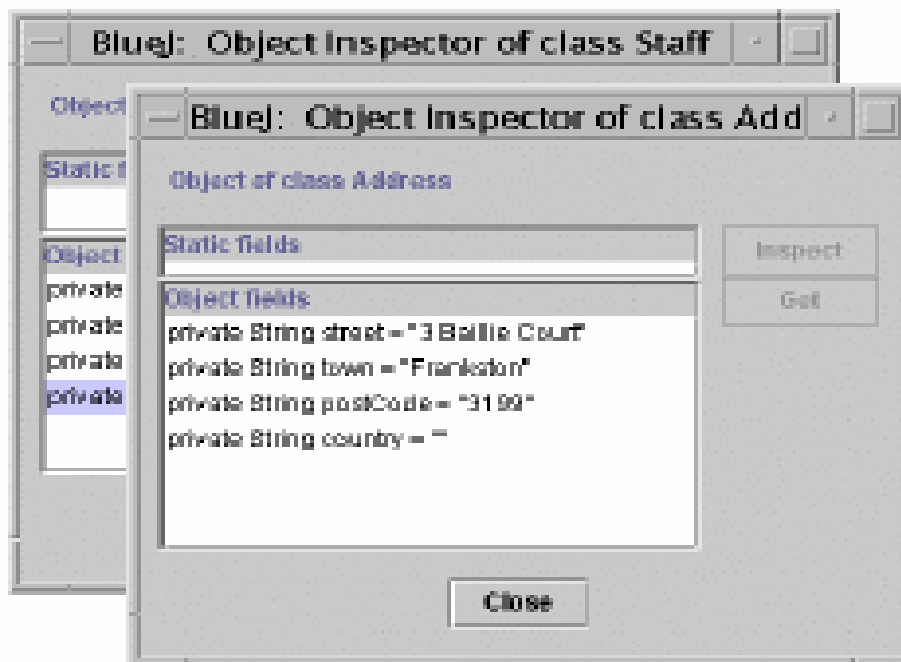 BlueJ: Object Inspector of class Staff
Object
Static f
Object
private
private
private
private
BlueJ: Object Inspector of class Add
Object of class Address
Static fields
Object fields
private String street = "3 Baillie Court"
private String town = "Frankston"
private String postCode = "3199"
private String country = ""
Inspect
Get
Close